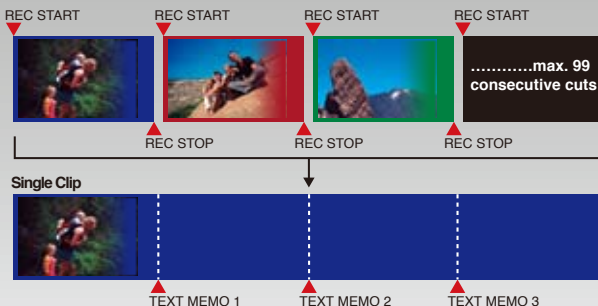 REC START REC START REC START REC START
............max. 99
consecutive cuts
REC STOP REC STOP REC STOP
Single Clip
TEXT MEMO 1 TEXT MEMO 2 TEXT MEMO 3